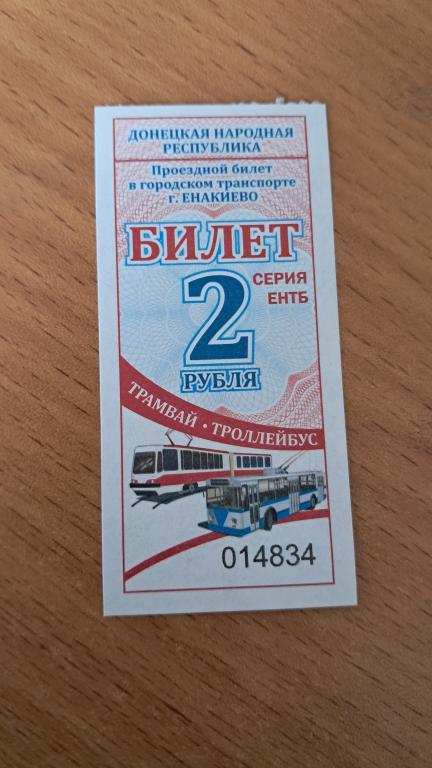 ДОНЕЦКАЯ НАРОДНАЯ
РЕСПУБЛИКА
Проездной билет
в городском транспорте
г. ЕНАКИЕВО
БИЛЕТ
СЕРИЯ
ЕНТБ
2
РУБЛЯ
ТРАМВАЙ • ТРОЛЛЕЙБУС
014834